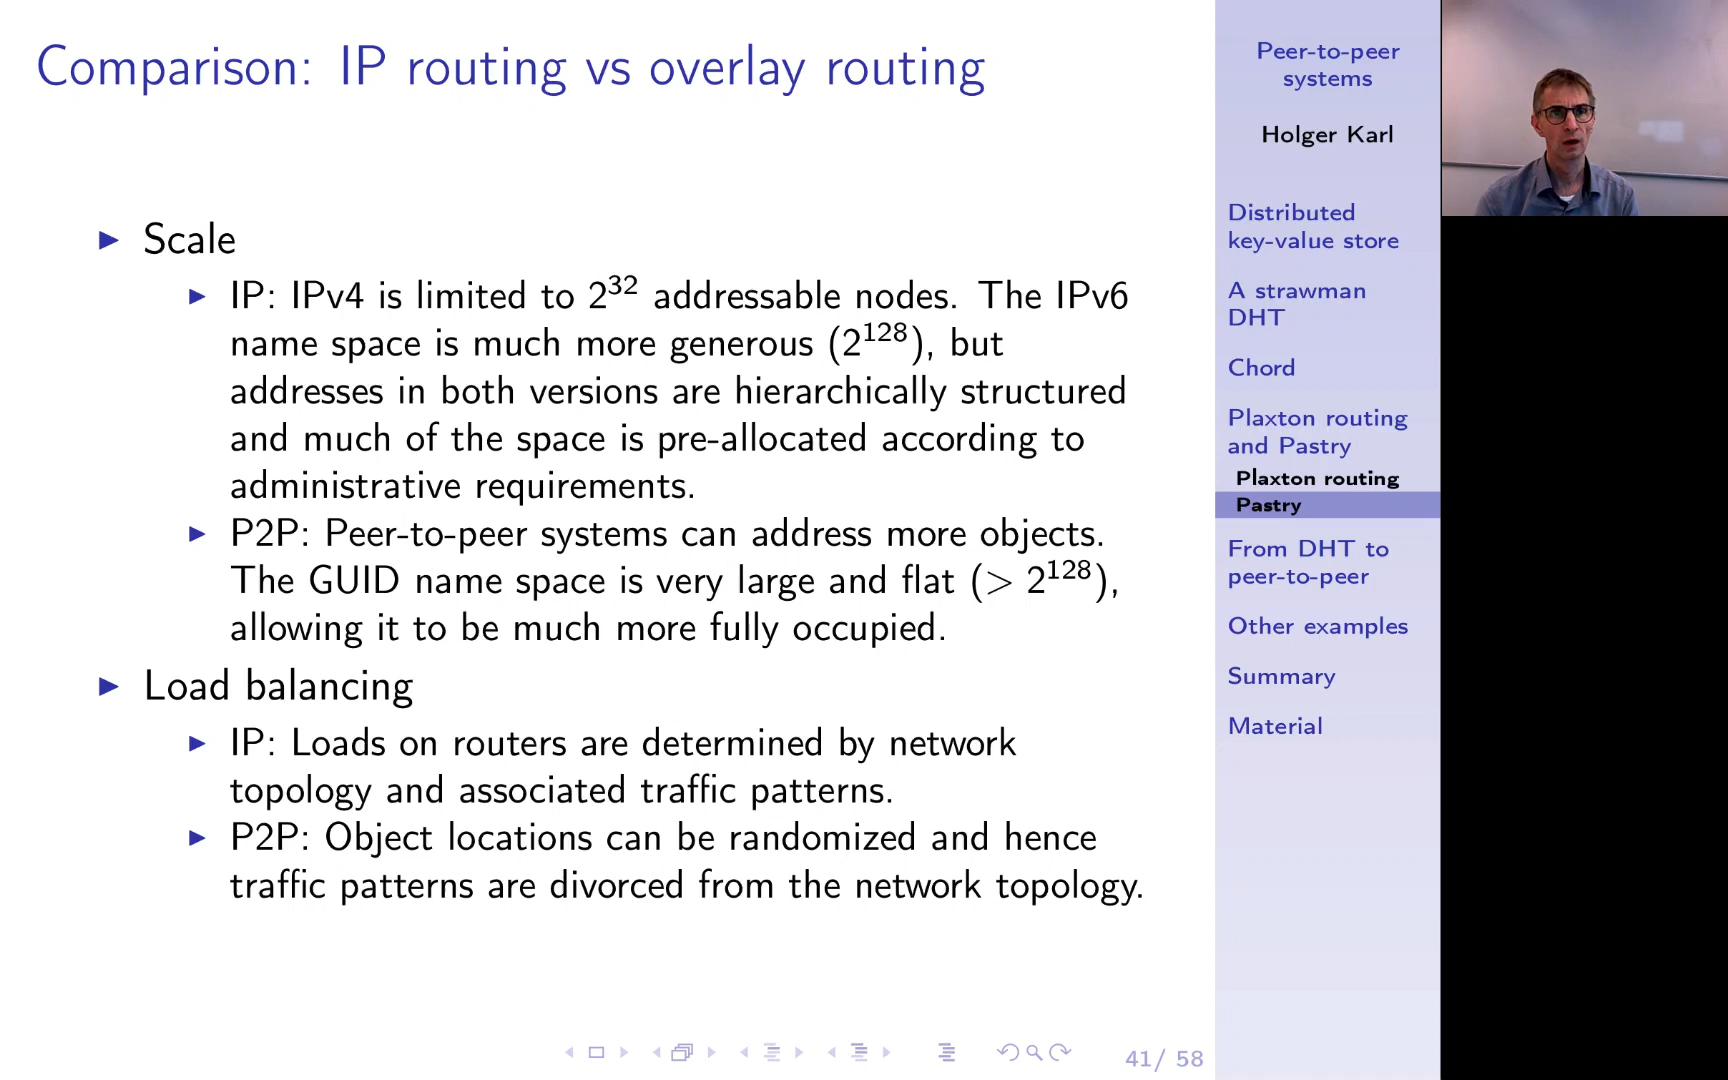 Comparison: IP routing vs overlay routing
▶ Scale
▶ IP: IPv4 is limited to 2^32 addressable nodes. The IPv6
name space is much more generous (2^128), but
addresses in both versions are hierarchically structured
and much of the space is pre-allocated according to
administrative requirements.
▶ P2P: Peer-to-peer systems can address more objects.
The GUID name space is very large and flat (> 2^128),
allowing it to be much more fully occupied.
▶ Load balancing
▶ IP: Loads on routers are determined by network
topology and associated traffic patterns.
▶ P2P: Object locations can be randomized and hence
traffic patterns are divorced from the network topology.
41/ 58
Peer-to-peer
systems
Holger Karl
Distributed
key-value store
A strawman
DHT
Chord
Plaxton routing
and Pastry
Plaxton routing
Pastry
From DHT to
peer-to-peer
Other examples
Summary
Material